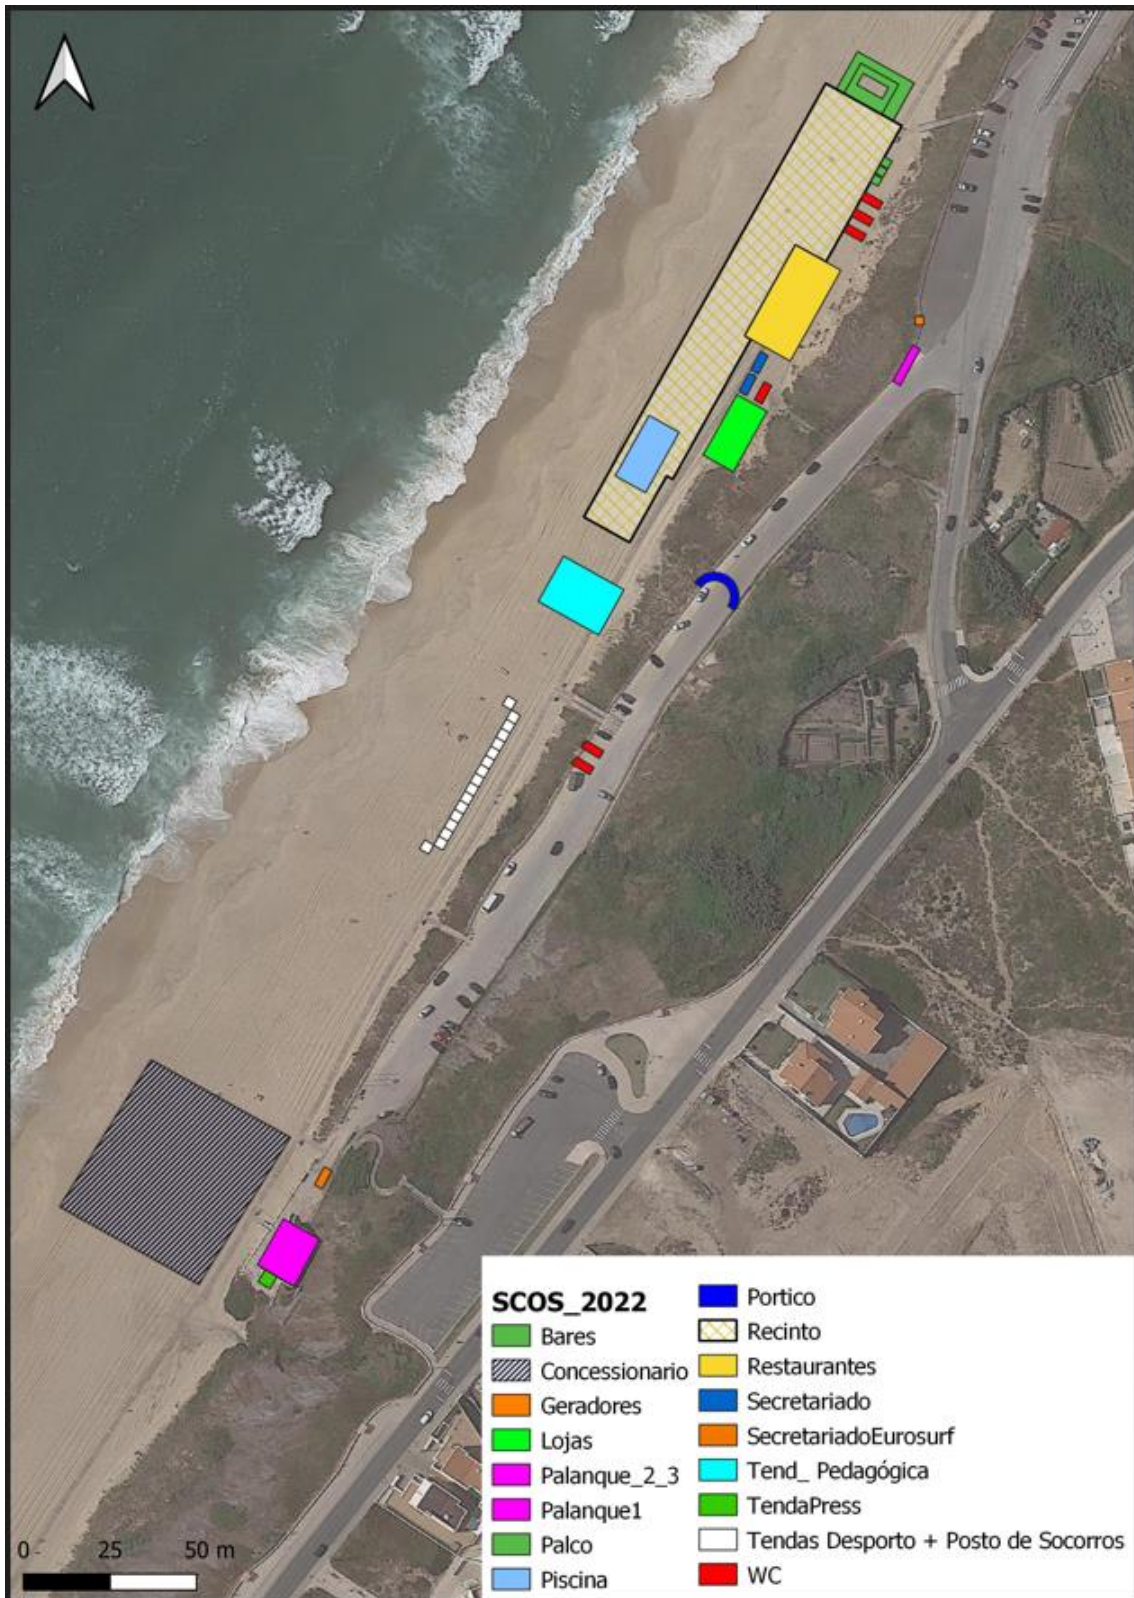 SCOS_2022
Bares
Concessionario
Geradores
Lojas
Palanque_2_3
Palanque1
Palco
Piscina
Portico
Recinto
Restaurantes
Secretariado
SecretariadoEurosurf
Tend_ Pedagógica
TendaPress
Tendas Desporto + Posto de Socorros
WC
0 25 50 m